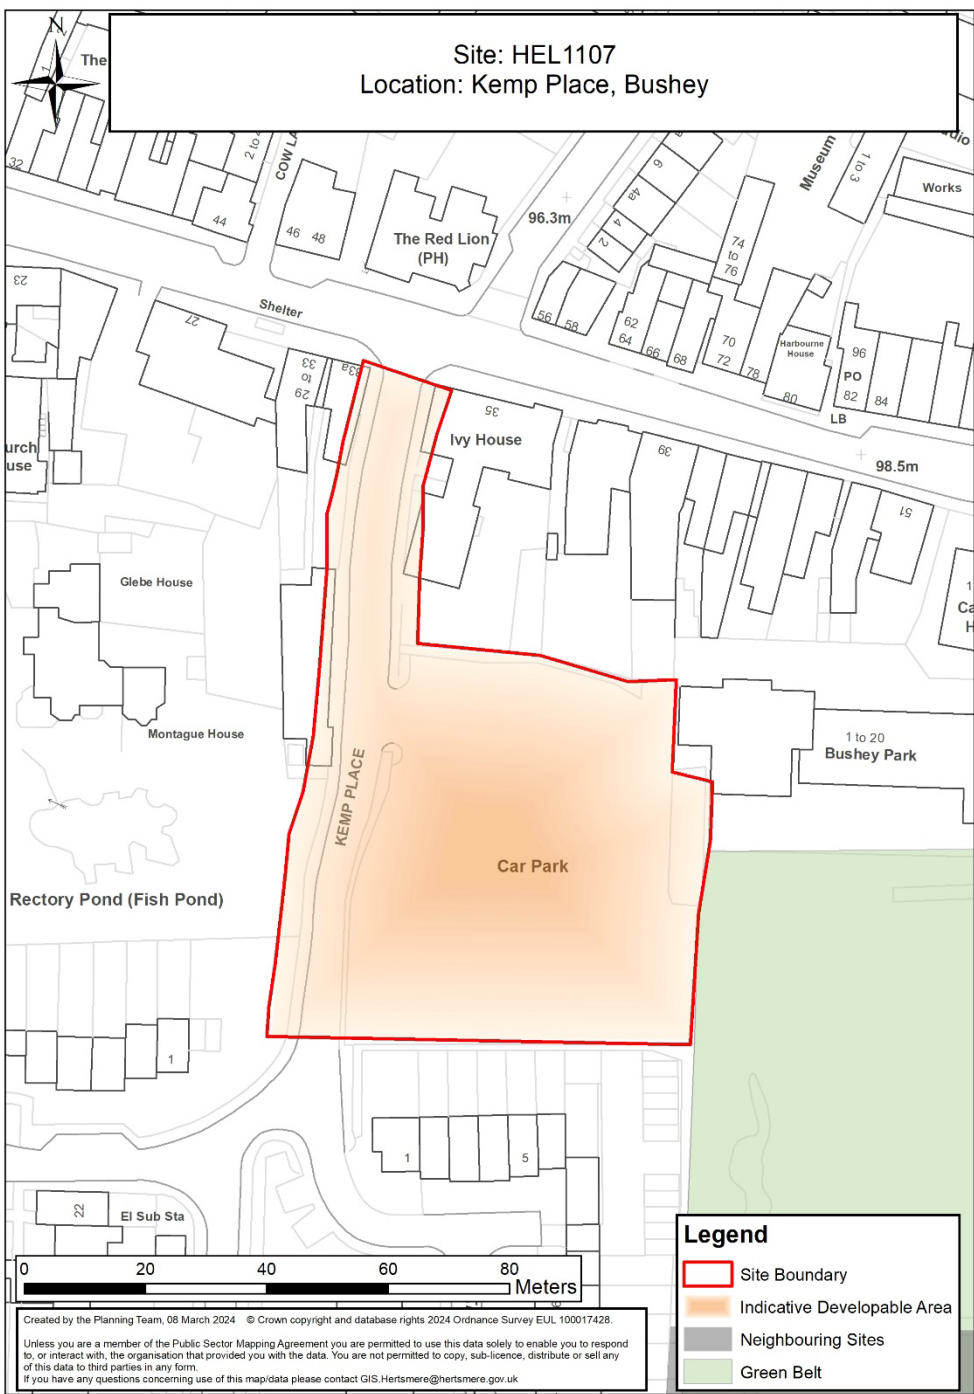 Site: HEL1107
Location: Kemp Place, Bushey
N
The
32
2 to
COW LA
44
46 48
The Red Lion
(PH)
96.3m
6
4a
4
2
Museum
1 to 3
Works
74
to
76
23
Shelter
27
33
to
29
33a
56
58
62
64
66
68
70
72
78
Harbourne
House
80
96
PO
82
84
LB
98.5m
35
Ivy House
39
51
urch
use
Glebe House
Montague House
1
Ca
H
1 to 20
Bushey Park
KEMP PLACE
Car Park
Rectory Pond (Fish Pond)
1
1
5
22
El Sub Sta
0 20 40 60 80
Meters
Legend
Site Boundary
Indicative Developable Area
Neighbouring Sites
Green Belt
Created by the Planning Team, 08 March 2024 © Crown copyright and database rights 2024 Ordnance Survey EUL 100017428.
Unless you are a member of the Public Sector Mapping Agreement you are permitted to use this data solely to enable you to respond
to, or interact with, the organisation that provided you with the data. You are not permitted to copy, sub-licence, distribute or sell any
of this data to third parties in any form.
If you have any questions concerning use of this map/data please contact GIS.Hertsmere@hertsmere.gov.uk